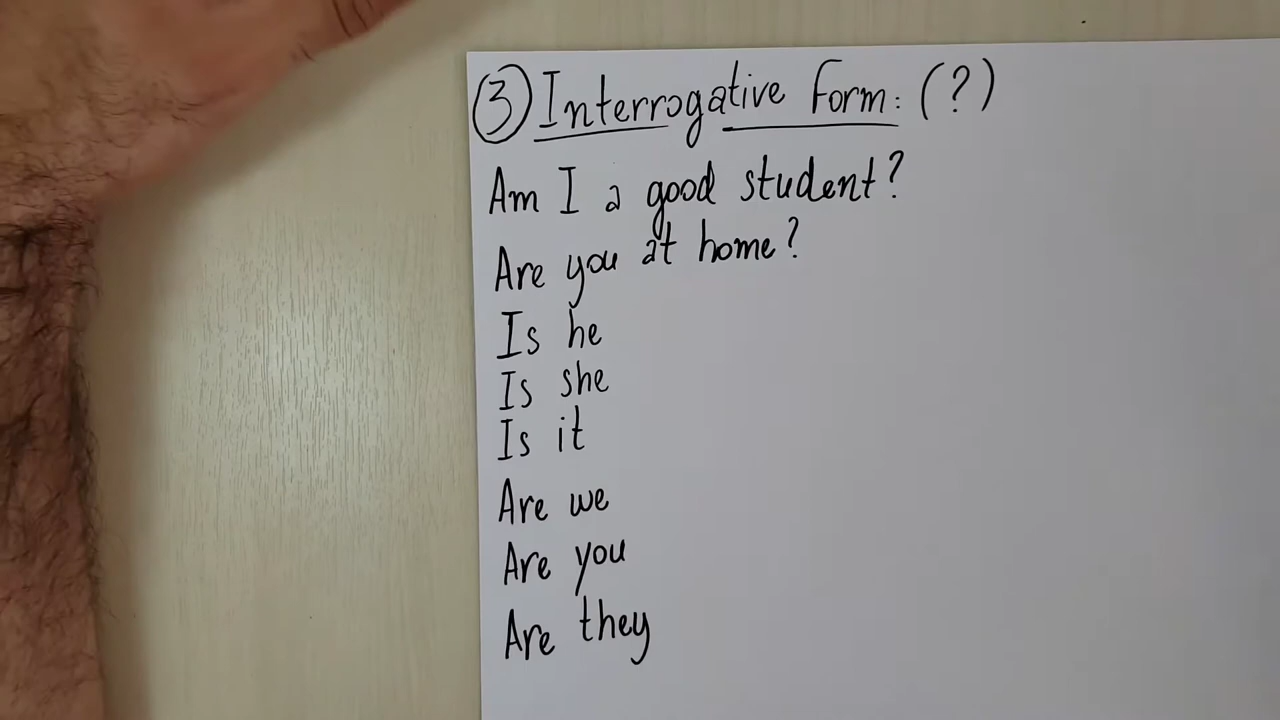 3 Interrogative Form: (?)
Am I a good student?
Are you at home?
Is he
Is she
Is it
Are we
Are you
Are they